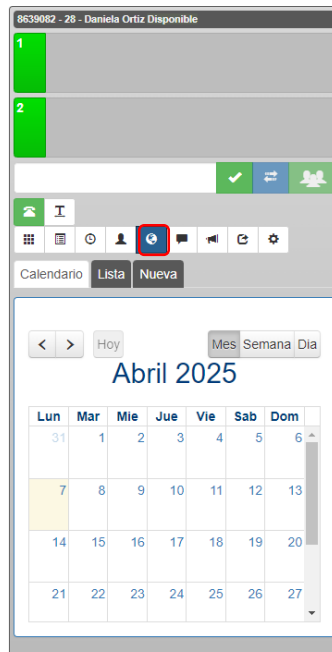 8639082 - 28 - Daniela Ortiz Disponible
1
2
T
Calendario Lista Nueva
Hoy Mes Semana Dia
Abril 2025
Lun Mar Mie Jue Vie Sab Dom
31 1 2 3 4 5 6
7 8 9 10 11 12 13
14 15 16 17 18 19 20
21 22 23 24 25 26 27